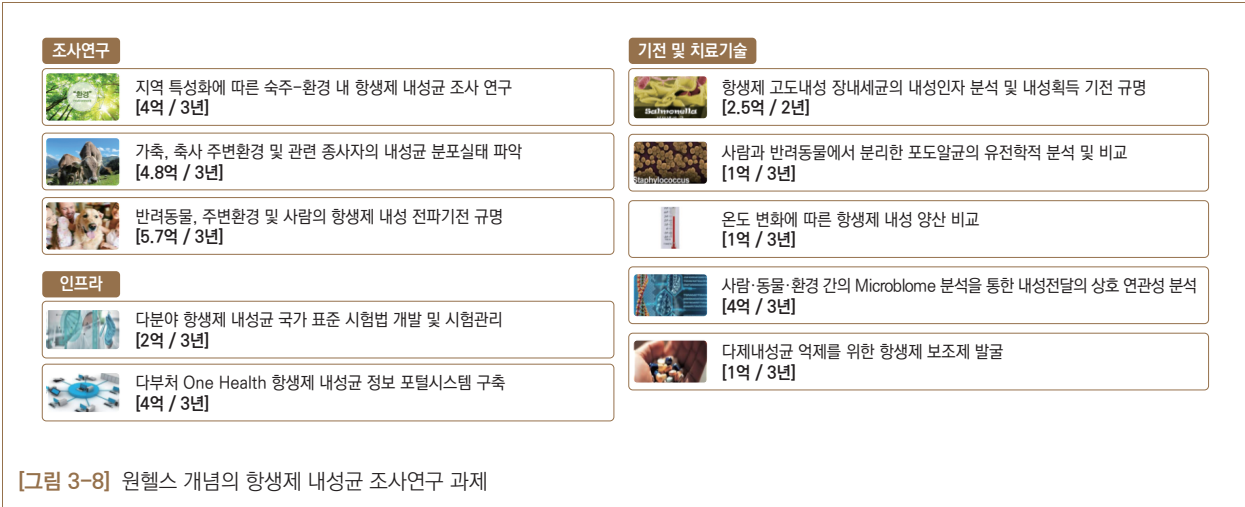 조사연구
"환경"
지역 특성화에 따른 숙주-환경 내 항생제 내성균 조사 연구
[4억 / 3년]
가축, 축사 주변환경 및 관련 종사자의 내성균 분포실태 파악
[4.8억 / 3년]
반려동물, 주변환경 및 사람의 항생제 내성 전파기전 규명
[5.7억 / 3년]
인프라
다분야 항생제 내성균 국가 표준 시험법 개발 및 시험관리
[2억 / 3년]
다부처 One Health 항생제 내성균 정보 포털시스템 구축
[4억 / 3년]
기전 및 치료기술
Salmonella
항생제 고도내성 장내세균의 내성인자 분석 및 내성획득 기전 규명
[2.5억 / 2년]
Staphylococcus
사람과 반려동물에서 분리한 포도알균의 유전학적 분석 및 비교
[1억 / 3년]
온도 변화에 따른 항생제 내성 양산 비교
[1억 / 3년]
사람·동물·환경 간의 Microblome 분석을 통한 내성전달의 상호 연관성 분석
[4억 / 3년]
다제내성균 억제를 위한 항생제 보조제 발굴
[1억 / 3년]
[그림 3-8] 원헬스 개념의 항생제 내성균 조사연구 과제